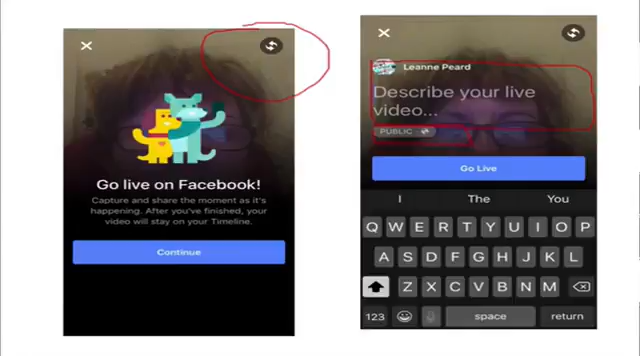 Go live on Facebook!
Capture and share the moment as it's
happening. After you've finished, your
video will stay on your Timeline.
Continue
Leanne Peard
Describe your live
video...
PUBLIC
Go Live
I The You
Q W E R T Y U I O P
A S D F G H J K L
Z X C V B N M
123 space return